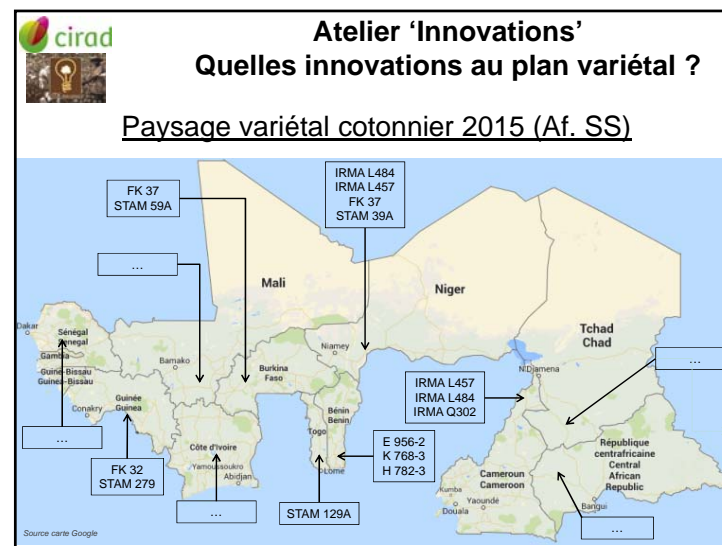 cirad
Atelier ‘Innovations’
Quelles innovations au plan variétal ?
Paysage variétal cotonnier 2015 (Af. SS)
FK 37
STAM 59A
IRMA L484
IRMA L457
FK 37
STAM 39A
...
Mali
Niger
Tchad
Chad
Dakar
Sénégal
Senegal
Gambia
Guiné-Bissau
Guinea-Bissau
Bamako
Niamey
Burkina
Faso
N'Djamena
...
Guinée
Guinea
Conakry
Bénin
Benin
Togo
IRMA L457
IRMA L484
IRMA Q302
...
Côte d'Ivoire
Yamoussoukro
Abidjan
Lomé
E 956-2
K 768-3
H 782-3
République
centrafricaine
Central
African
Republic
FK 32
STAM 279
Cameroun
Cameroon
Kumba
Yaoundé
Douala
Bangui
...
STAM 129A
...
Source carte Google